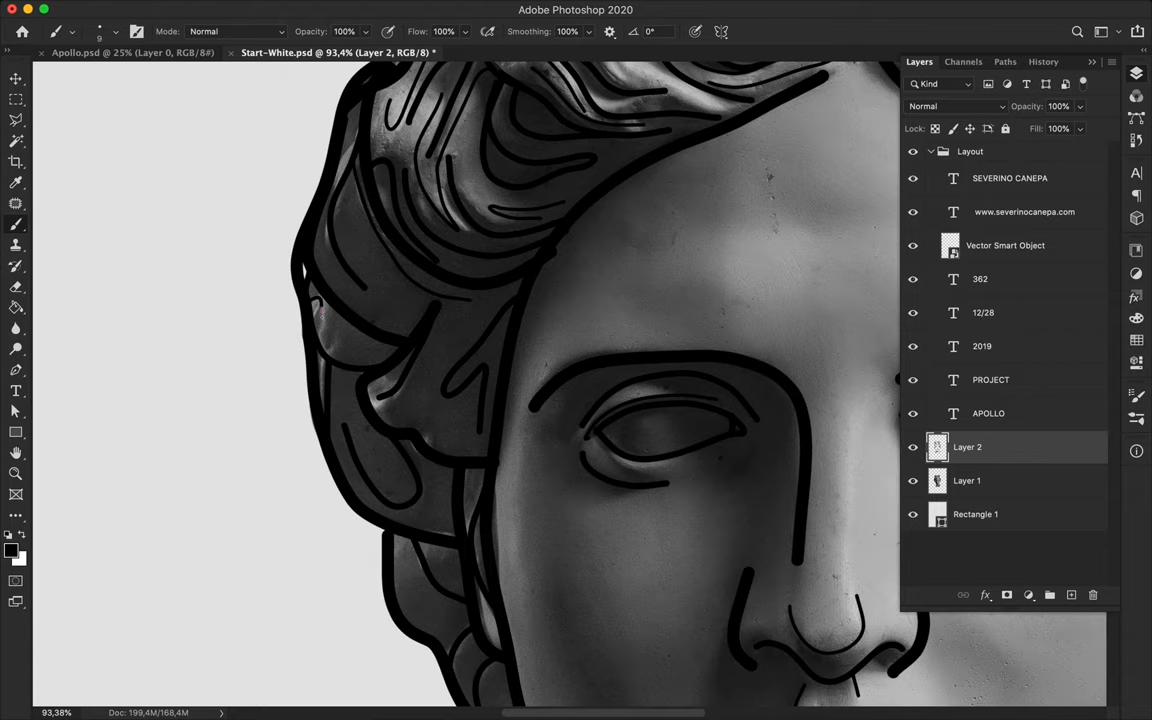 Adobe Photoshop 2020
9
Mode: Normal
Opacity: 100%
Flow: 100%
Smoothing: 100%
0°
Apollo.psd @ 25% (Layer 0, RGB/8#)
Start-White.psd @ 93,4% (Layer 2, RGB/8) *
Layers
Channels
Paths
History
Kind
Normal
Opacity: 100%
Lock:
Fill: 100%
Layout
SEVERINO CANEPA
www.severinocanepa.com
Vector Smart Object
362
12/28
2019
PROJECT
APOLLO
Layer 2
Layer 1
Rectangle 1
93,38%
Doc: 199,4M/168,4M